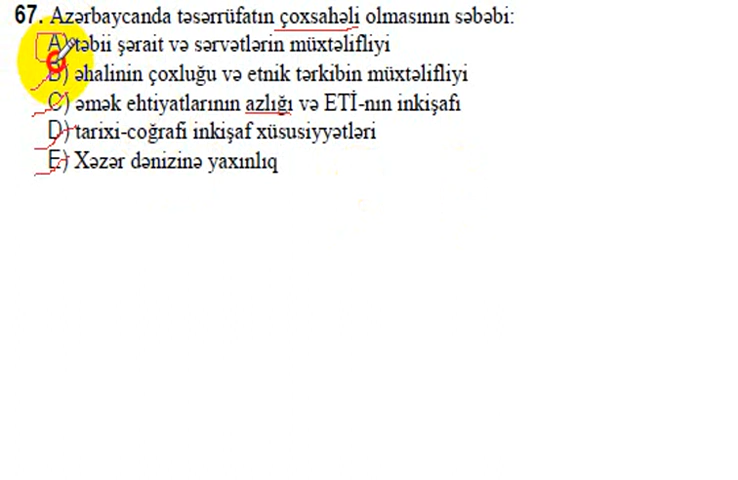 67. Azərbaycanda təsərrüfatın çoxsahəli olmasının səbəbi:
A) təbii şərait və sərvətlərin müxtəlifliyi
B) əhalinin çoxluğu və etnik tərkibin müxtəlifliyi
C) əmək ehtiyatlarının azlığı və ETİ-nın inkişafı
D) tarixi-coğrafi inkişaf xüsusiyyətləri
E) Xəzər dənizinə yaxınlıq